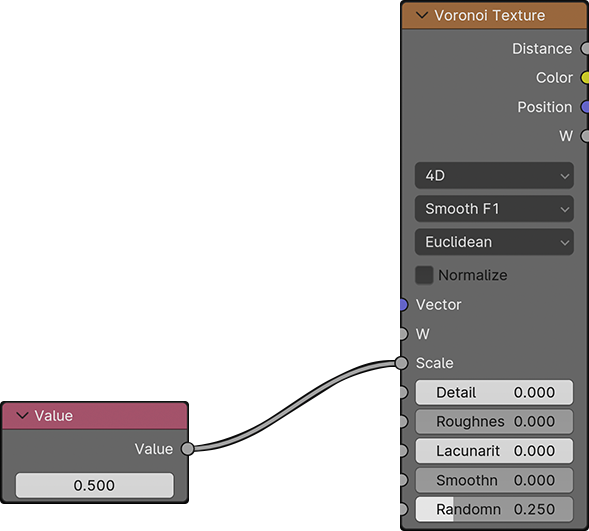 Voronoi Texture
Distance
Color
Position
W
4D
Smooth F1
Euclidean
Normalize
Vector
W
Scale
Detail 0.000
Roughnes 0.000
Lacunarit 0.000
Smoothn 0.000
Randomn 0.250
Value
Value
0.500